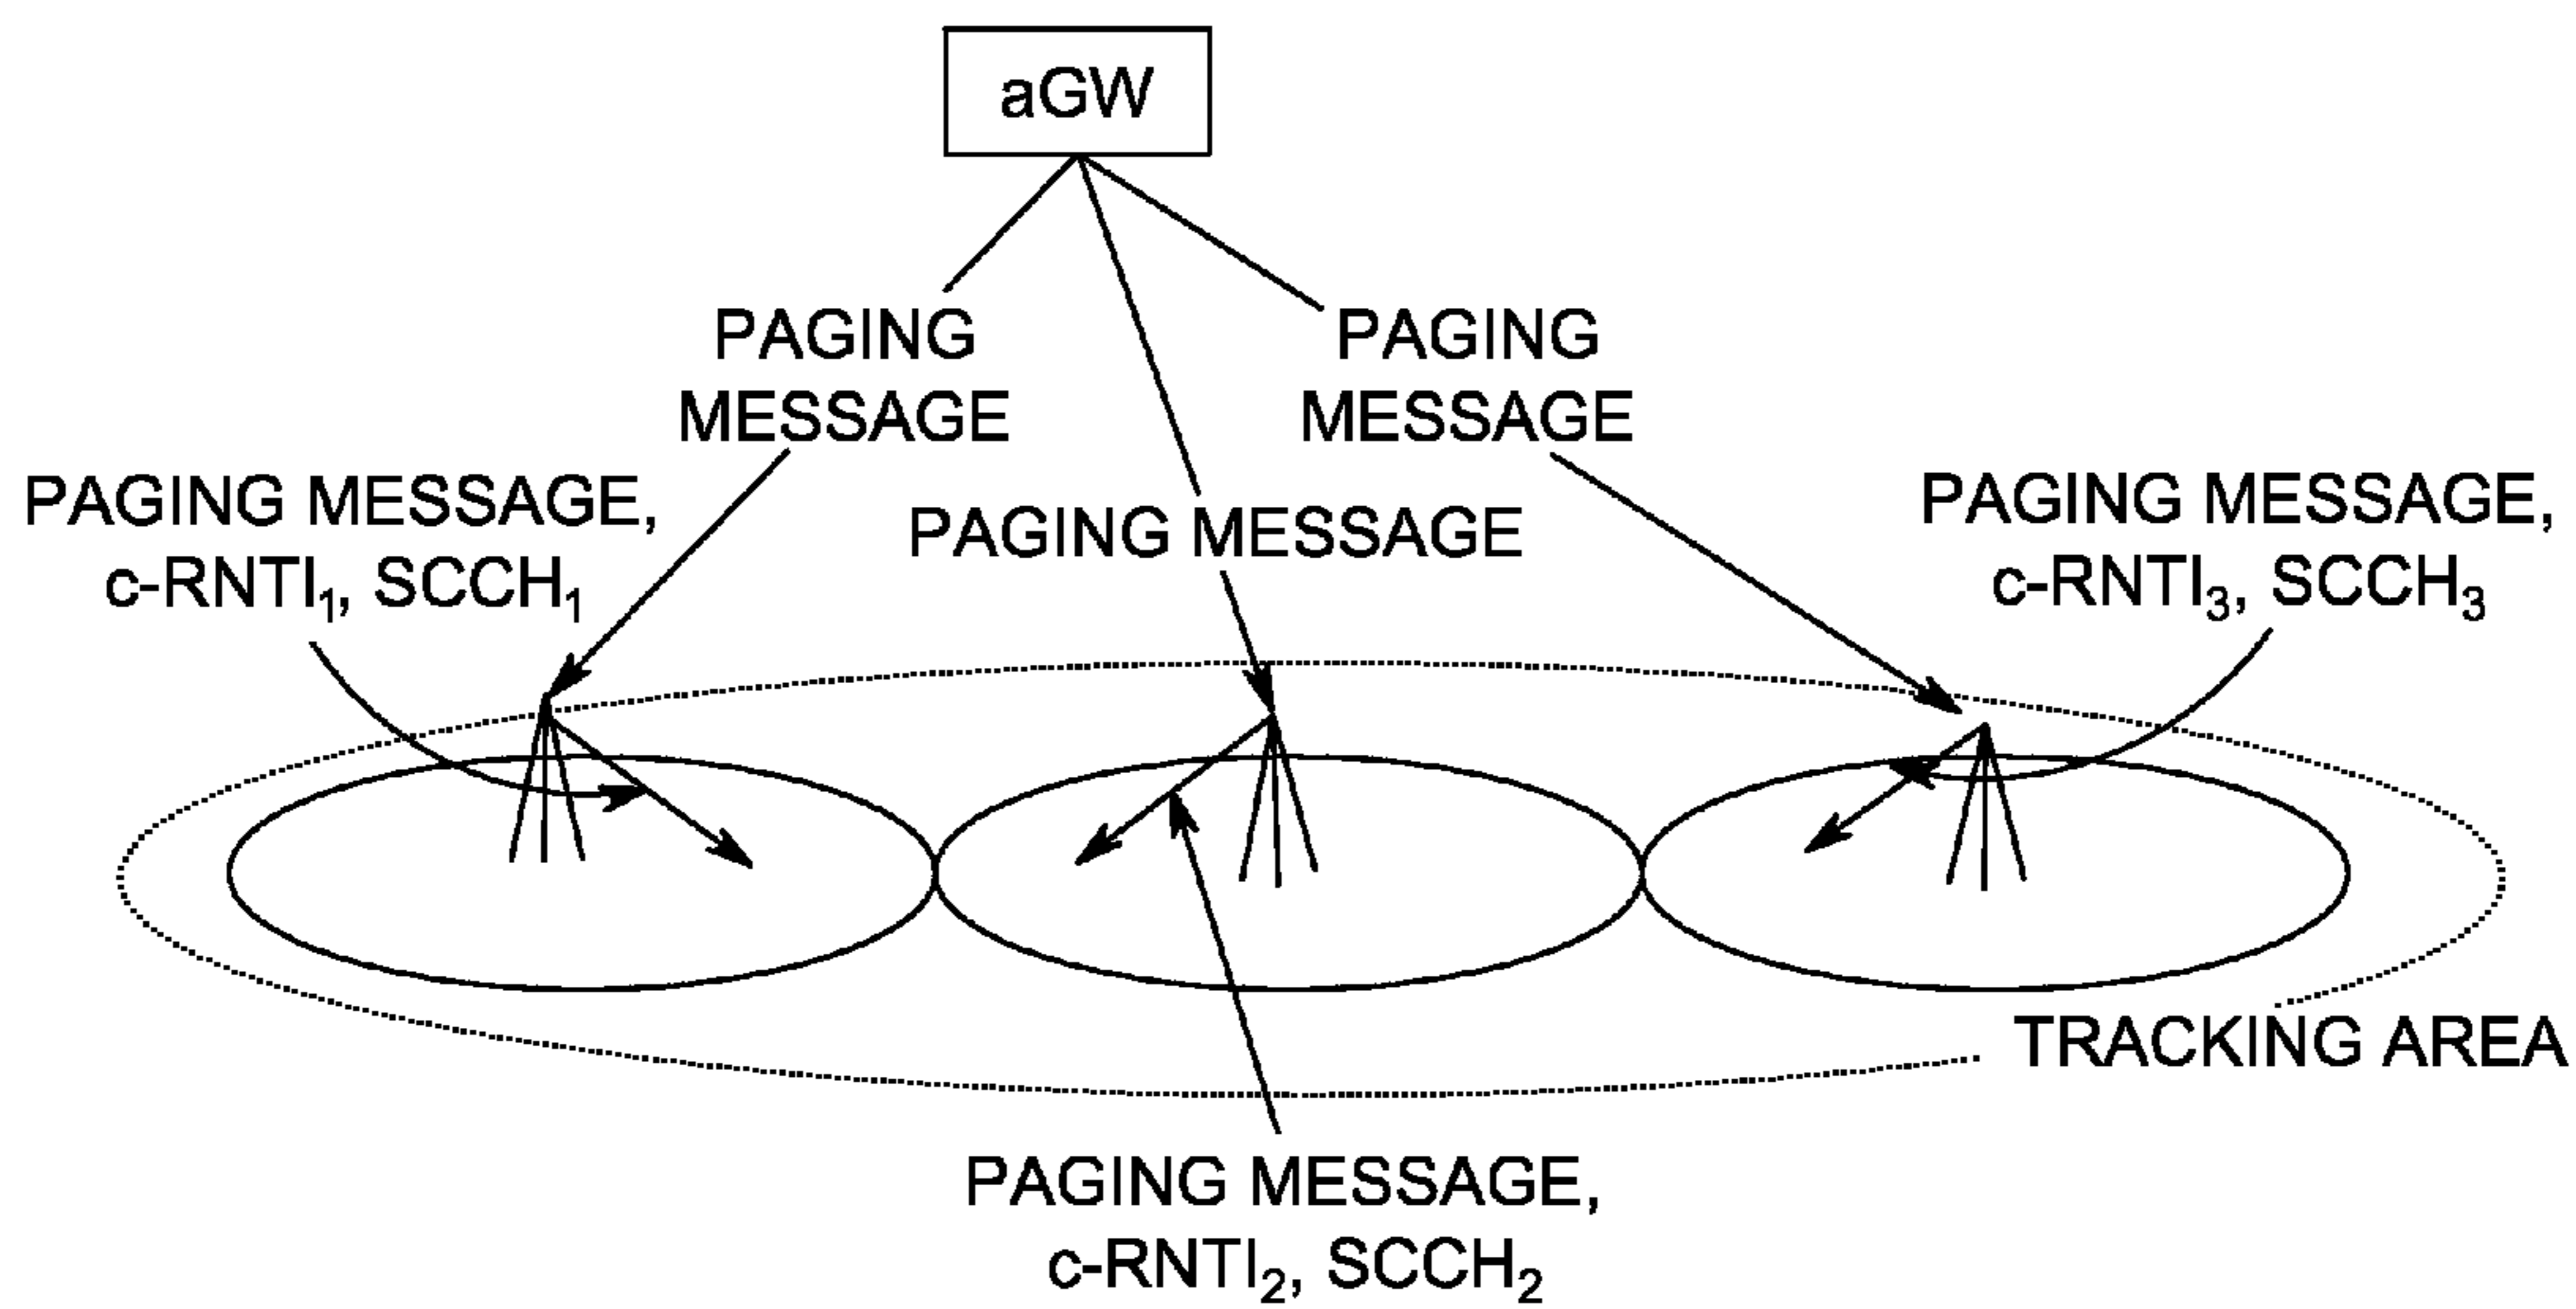 aGW
PAGING
MESSAGE
PAGING
MESSAGE
PAGING MESSAGE,
c-RNTI₁, SCCH₁
PAGING MESSAGE
PAGING MESSAGE,
c-RNTI₃, SCCH₃
TRACKING AREA
PAGING MESSAGE,
c-RNTI₂, SCCH₂